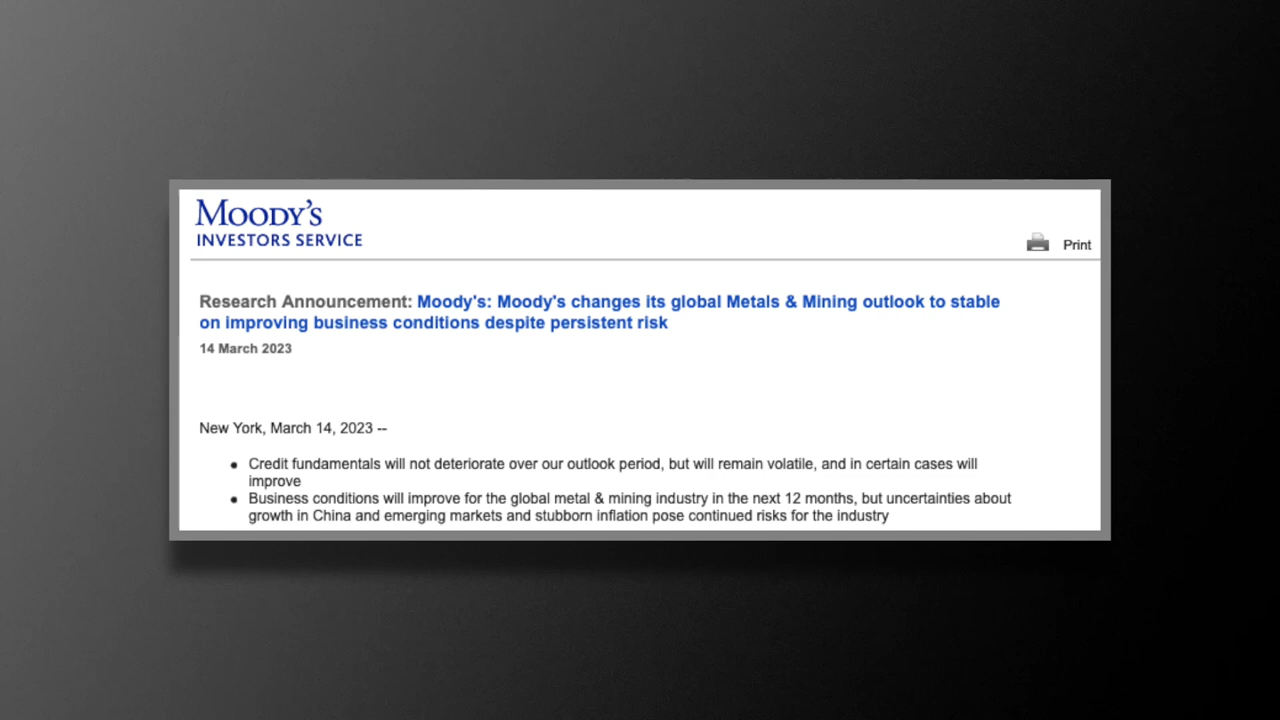 MOODY'S
INVESTORS SERVICE
Print
Research Announcement: Moody's: Moody's changes its global Metals & Mining outlook to stable
on improving business conditions despite persistent risk
14 March 2023
New York, March 14, 2023 --
● Credit fundamentals will not deteriorate over our outlook period, but will remain volatile, and in certain cases will
improve
● Business conditions will improve for the global metal & mining industry in the next 12 months, but uncertainties about
growth in China and emerging markets and stubborn inflation pose continued risks for the industry